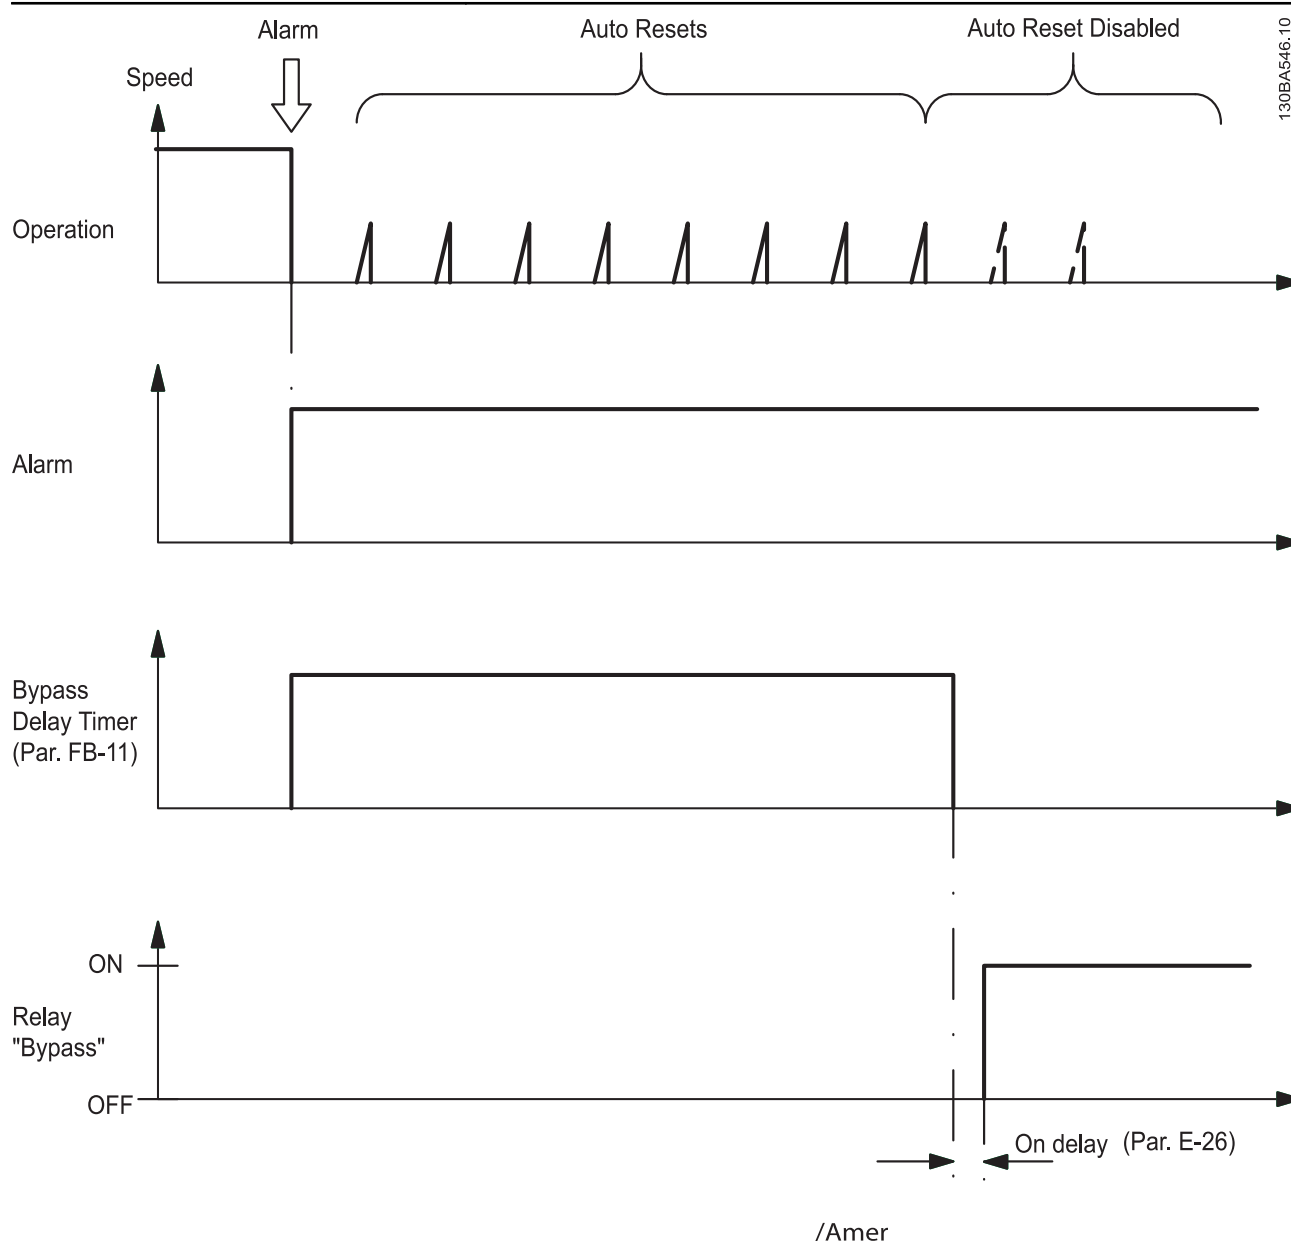 Alarm
Auto Resets
Auto Reset Disabled
130BA546.10
Speed
Operation
Alarm
Bypass
Delay Timer
(Par. FB-11)
ON
Relay
"Bypass"
OFF
On delay (Par. E-26)
/Amer